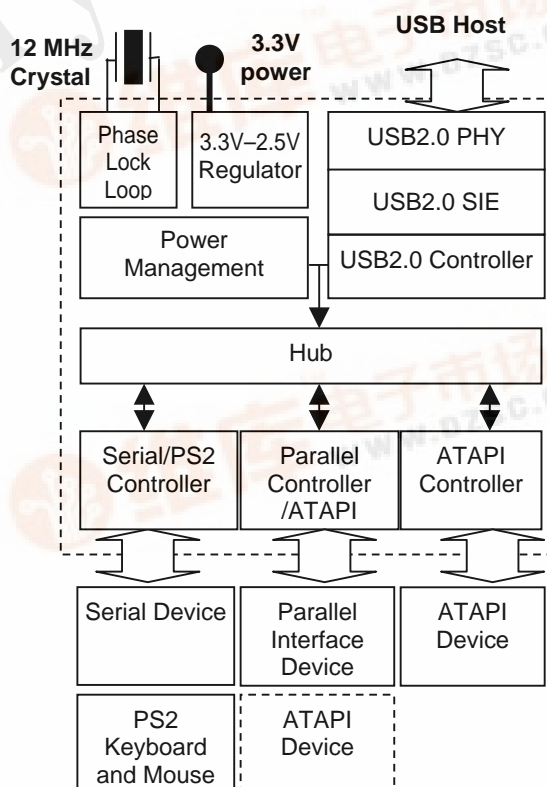 12 MHz
Crystal
3.3V
power
USB Host
Phase
Lock
Loop
3.3V–2.5V
Regulator
USB2.0 PHY
USB2.0 SIE
USB2.0 Controller
Power
Management
Hub
Serial/PS2
Controller
Parallel
Controller
/ATAPI
ATAPI
Controller
Serial Device
Parallel
Interface
Device
ATAPI
Device
PS2
Keyboard
and Mouse
ATAPI
Device